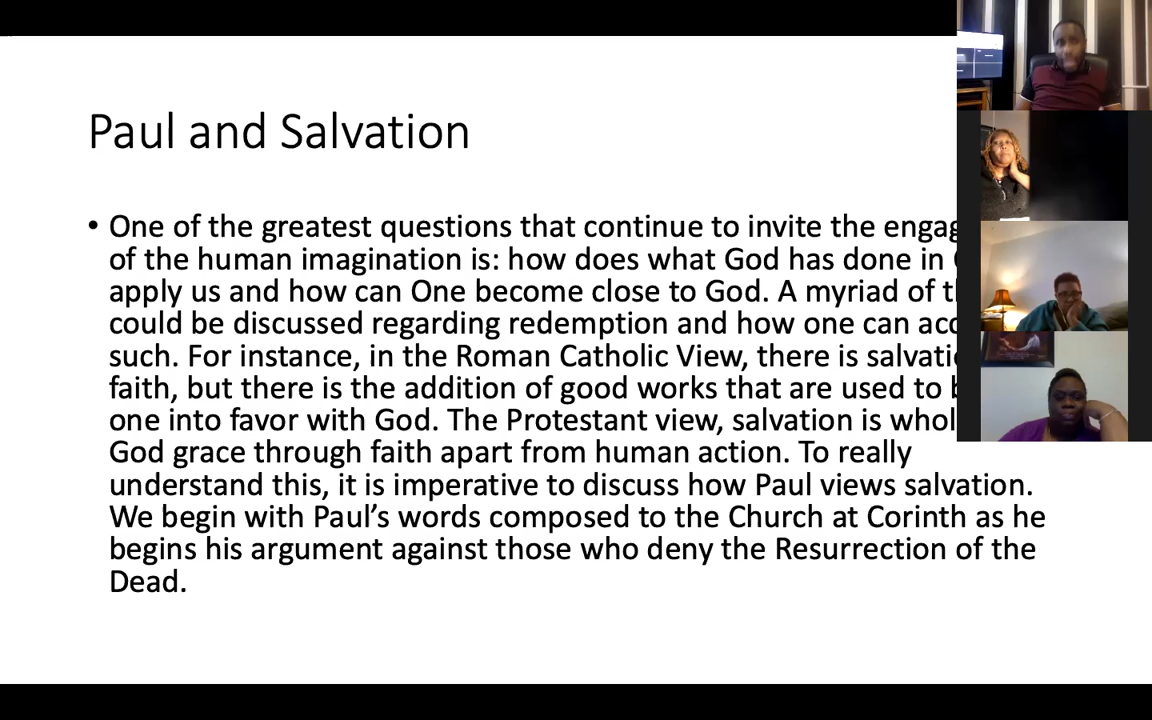 Paul and Salvation
• One of the greatest questions that continue to invite the
of the human imagination is: how does what God has done in
apply us and how can One become close to God. A myriad of
could be discussed regarding redemption and how one can
such. For instance, in the Roman Catholic View, there is
faith, but there is the addition of good works that are used to
one into favor with God. The Protestant view, salvation is
God grace through faith apart from human action. To really
understand this, it is imperative to discuss how Paul views salvation.
We begin with Paul’s words composed to the Church at Corinth as he
begins his argument against those who deny the Resurrection of the
Dead.